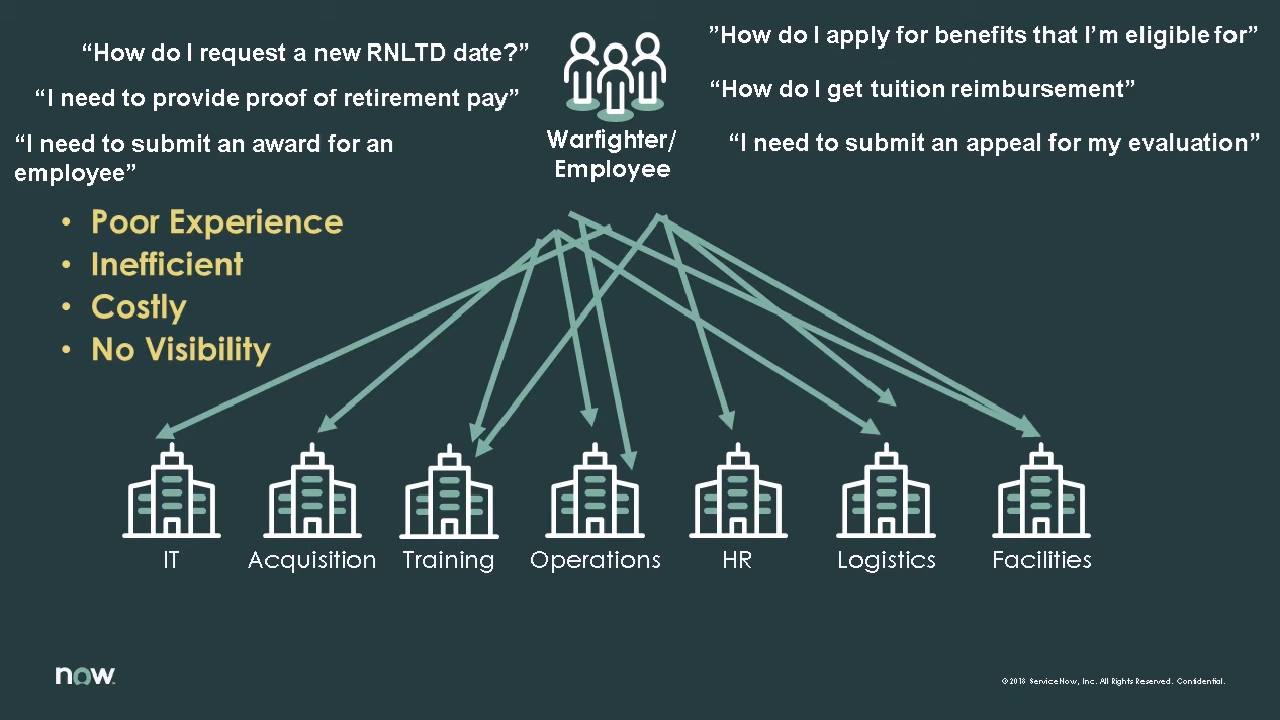 “How do I request a new RNLTD date?”
“I need to provide proof of retirement pay”
“I need to submit an award for an
employee”
Warfighter/
Employee
”How do I apply for benefits that I’m eligible for”
“How do I get tuition reimbursement”
“I need to submit an appeal for my evaluation”
• Poor Experience
• Inefficient
• Costly
• No Visibility
IT Acquisition Training Operations HR Logistics Facilities
now
© 2018 ServiceNow, Inc. All Rights Reserved. Confidential.